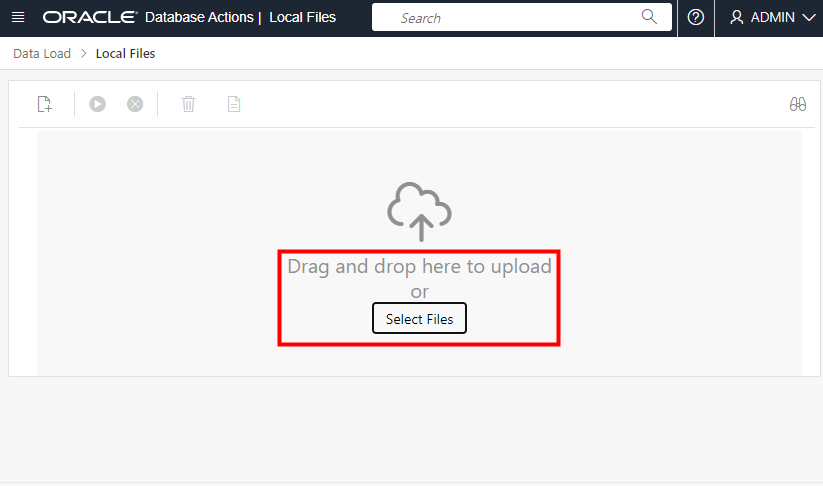 ORACLE Database Actions | Local Files Search ADMIN
Data Load > Local Files
Drag and drop here to upload
or
Select Files